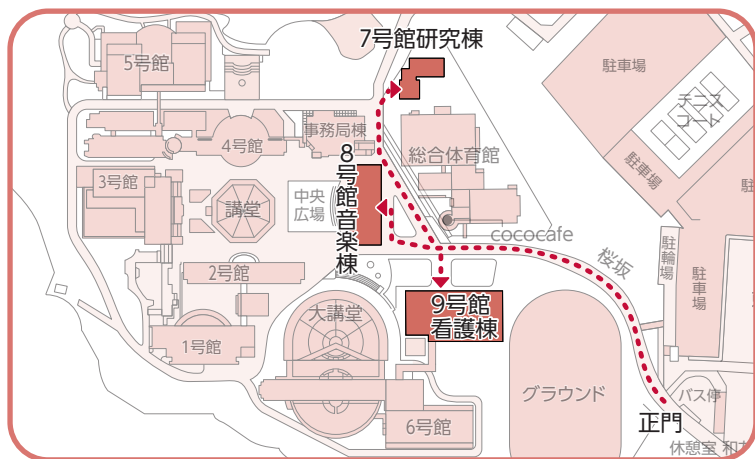 7号館研究棟
5号館
駐車場
チニス
コート
事務局棟
4号館
総合体育館
駐車場
3号館
8号館音楽棟
講堂
中央
広場
cococafe
桜坂
駐輪場
駐車場
2号館
9号館
看護棟
大講堂
1号館
グラウンド
バス停
正門
6号館
休憩室